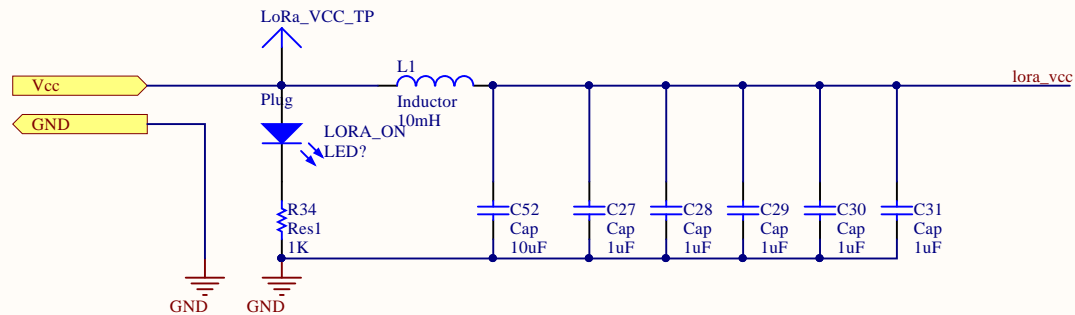 LoRa_VCC_TP
Vcc
GND
Plug
L1
Inductor
10mH
lora_vcc
LORA_ON
LED?
R34
Res1
1K
C52
Cap
10uF
C27
Cap
1uF
C28
Cap
1uF
C29
Cap
1uF
C30
Cap
1uF
C31
Cap
1uF
GND
GND